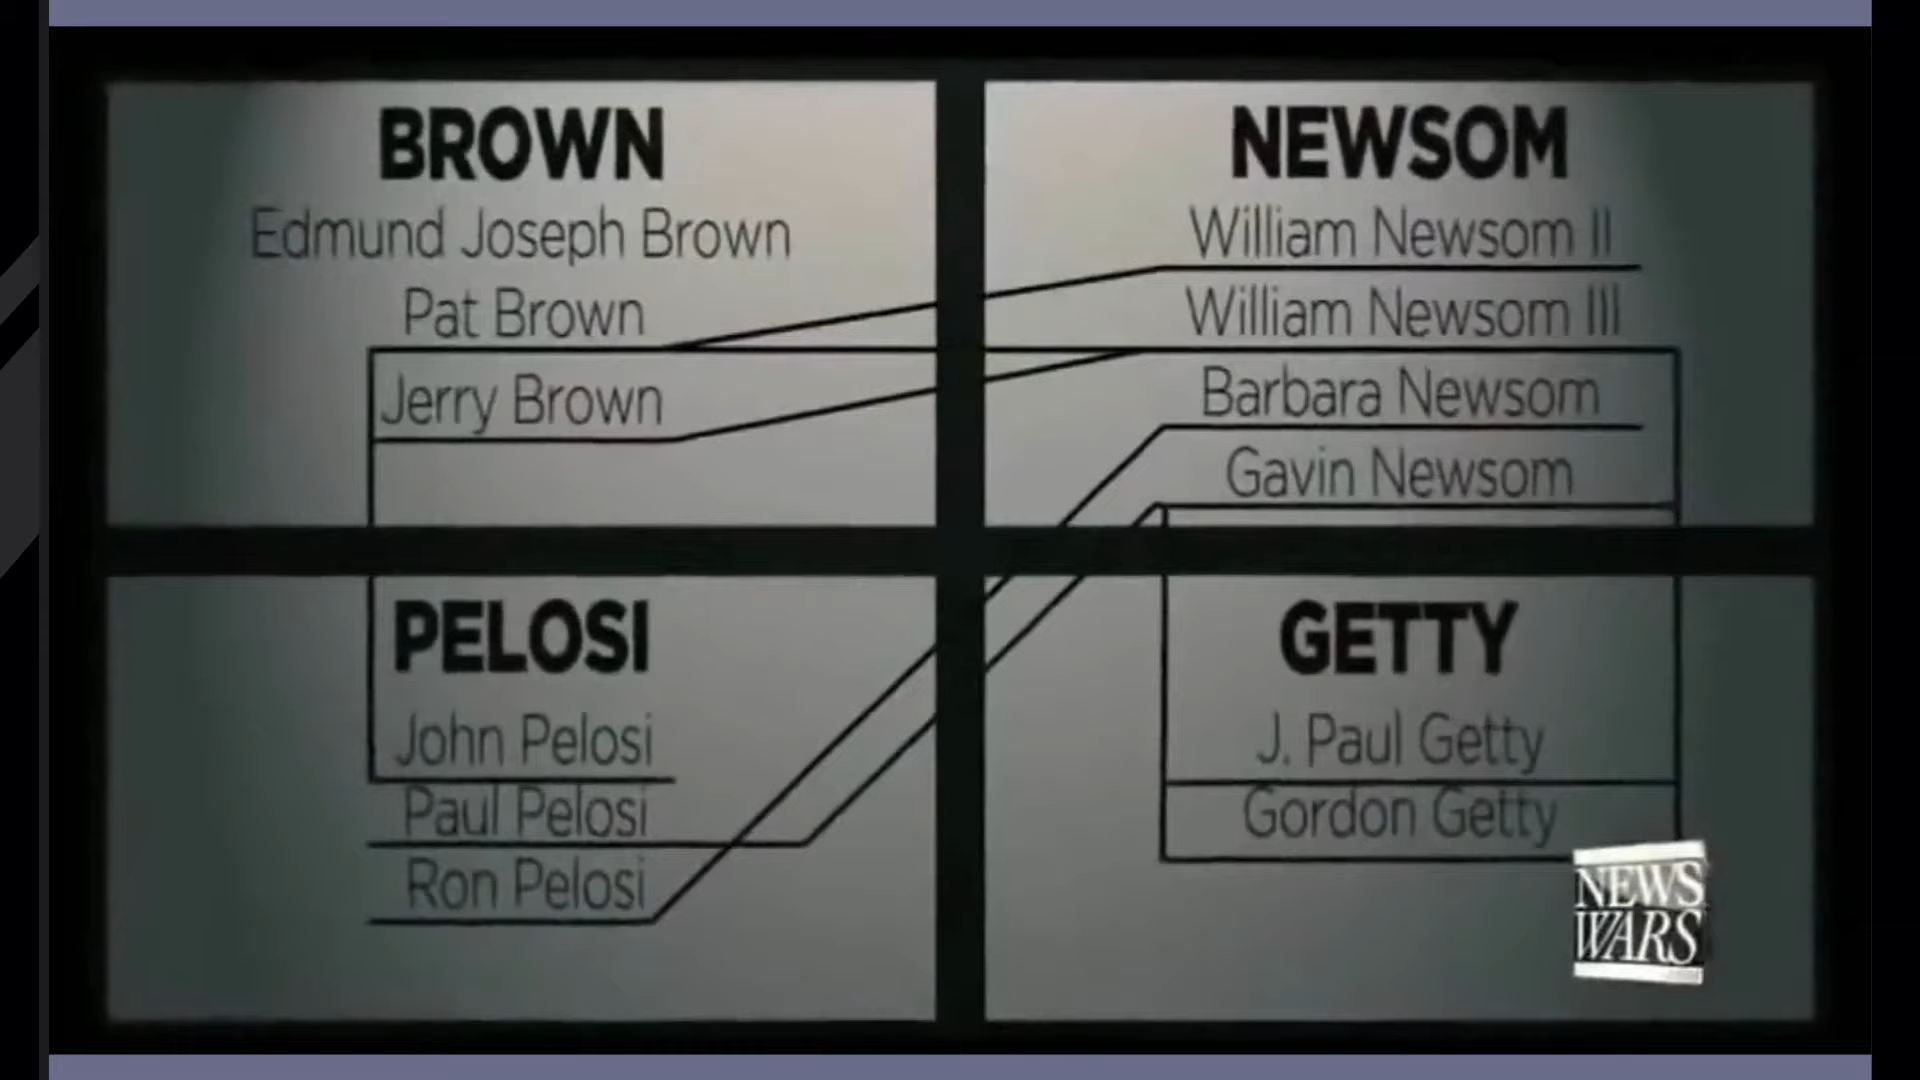 BROWN
Edmund Joseph Brown
Pat Brown
Jerry Brown
NEWSOM
William Newsom II
William Newsom III
Barbara Newsom
Gavin Newsom
PELOSI
John Pelosi
Paul Pelosi
Ron Pelosi
GETTY
J. Paul Getty
Gordon Getty
NEWS
WARS